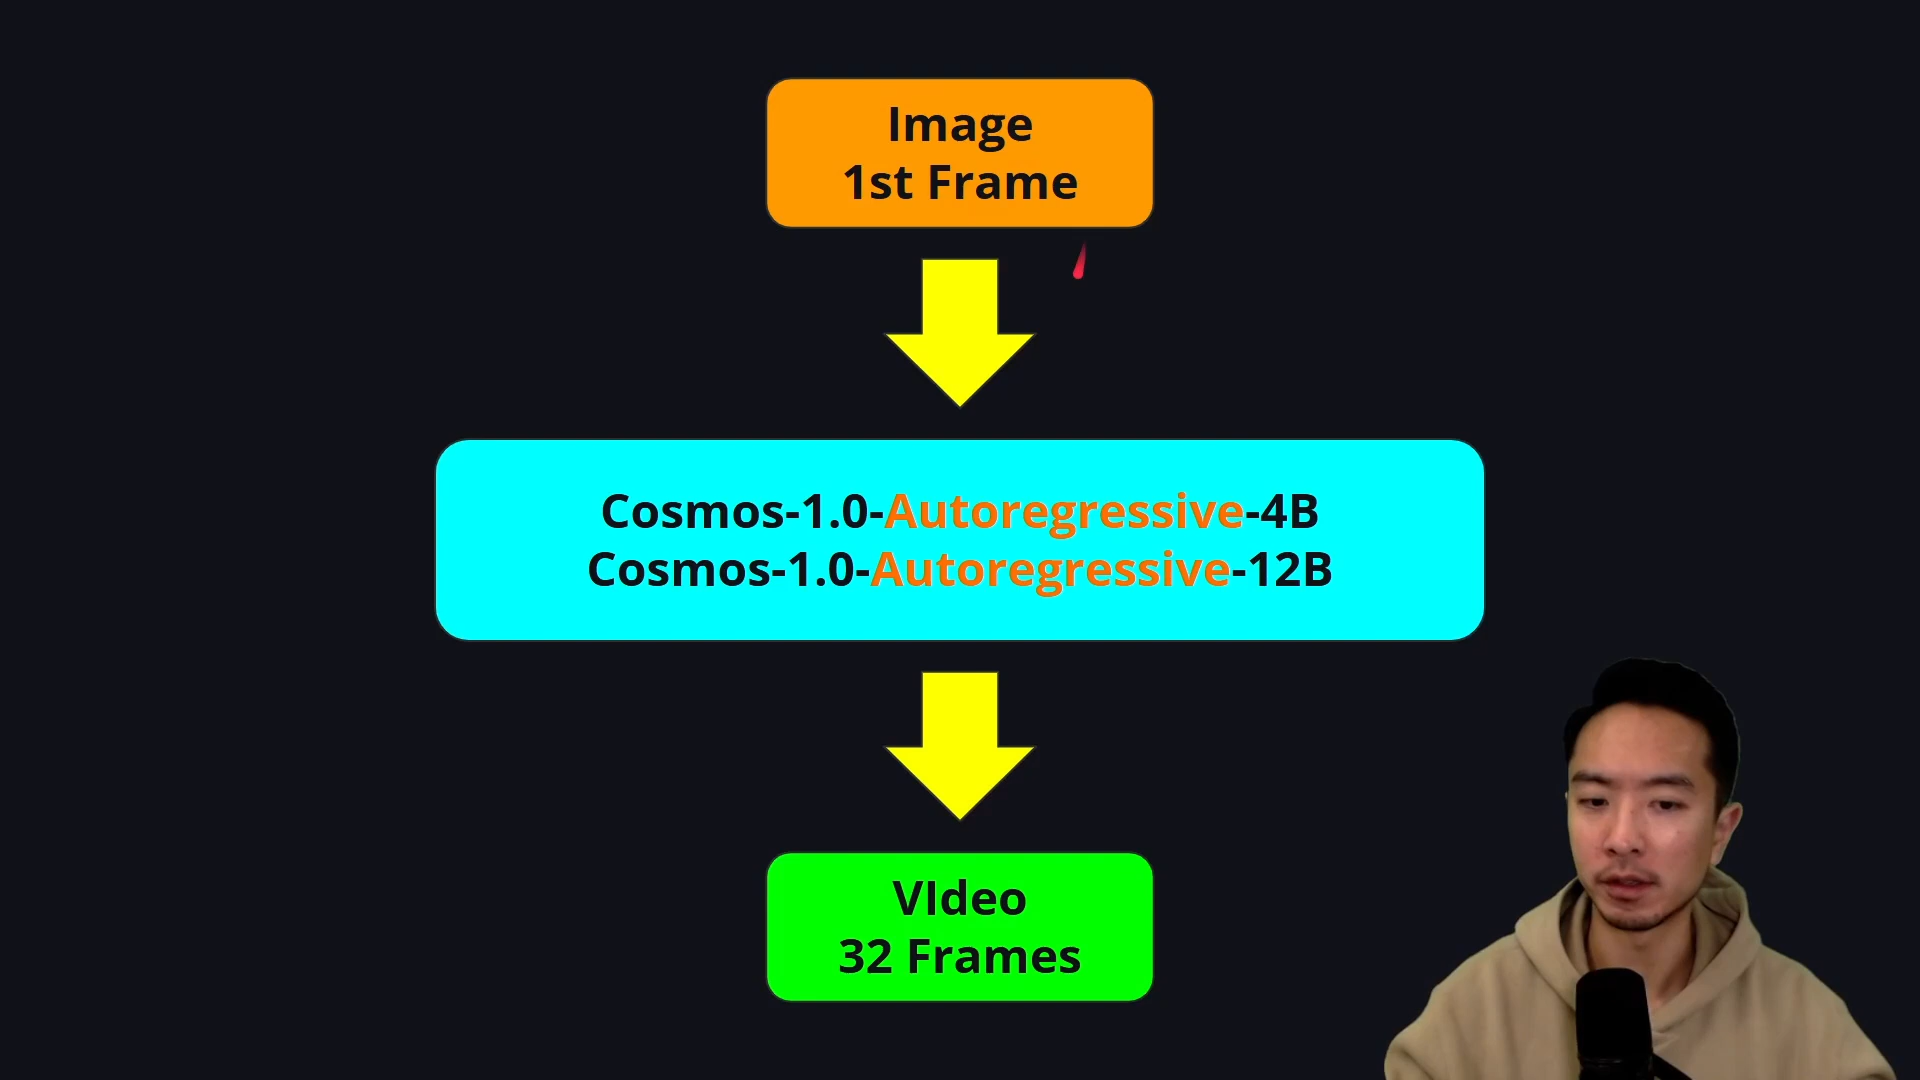 Image
1st Frame
Cosmos-1.0-Autoregressive-4B
Cosmos-1.0-Autoregressive-12B
VIdeo
32 Frames